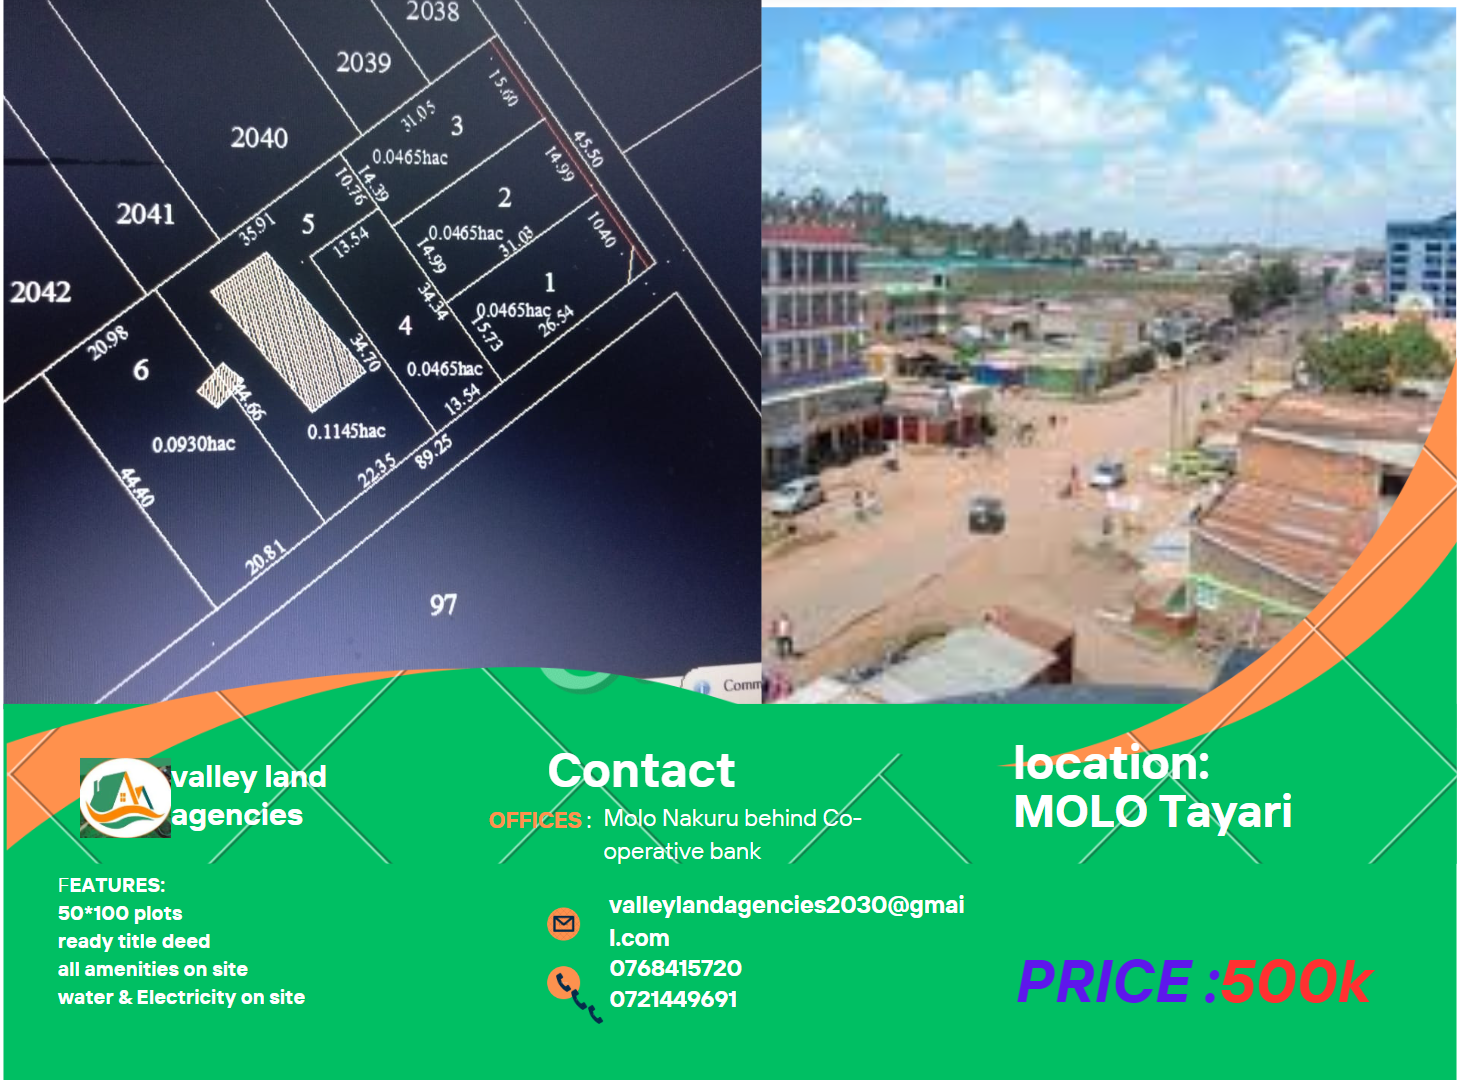 2038
2039
2040
2041
2042
15.60
31.05
3
0.0465hac
45.50
14.99
14.39
10.76
2
0.0465hac
31.03
10.40
5
35.91
13.54
14.99
1
0.0465hac
26.54
34.34
15.73
4
0.0465hac
34.70
13.54
20.98
6
44.66
0.0930hac
0.1145hac
22.35
89.25
44.40
20.81
97
Comm
valley land
agencies
FEATURES:
50*100 plots
ready title deed
all amenities on site
water & Electricity on site
Contact
OFFICES : Molo Nakuru behind Co-
operative bank
valleylandagencies2030@gmai
l.com
0768415720
0721449691
location:
MOLO Tayari
PRICE :500k